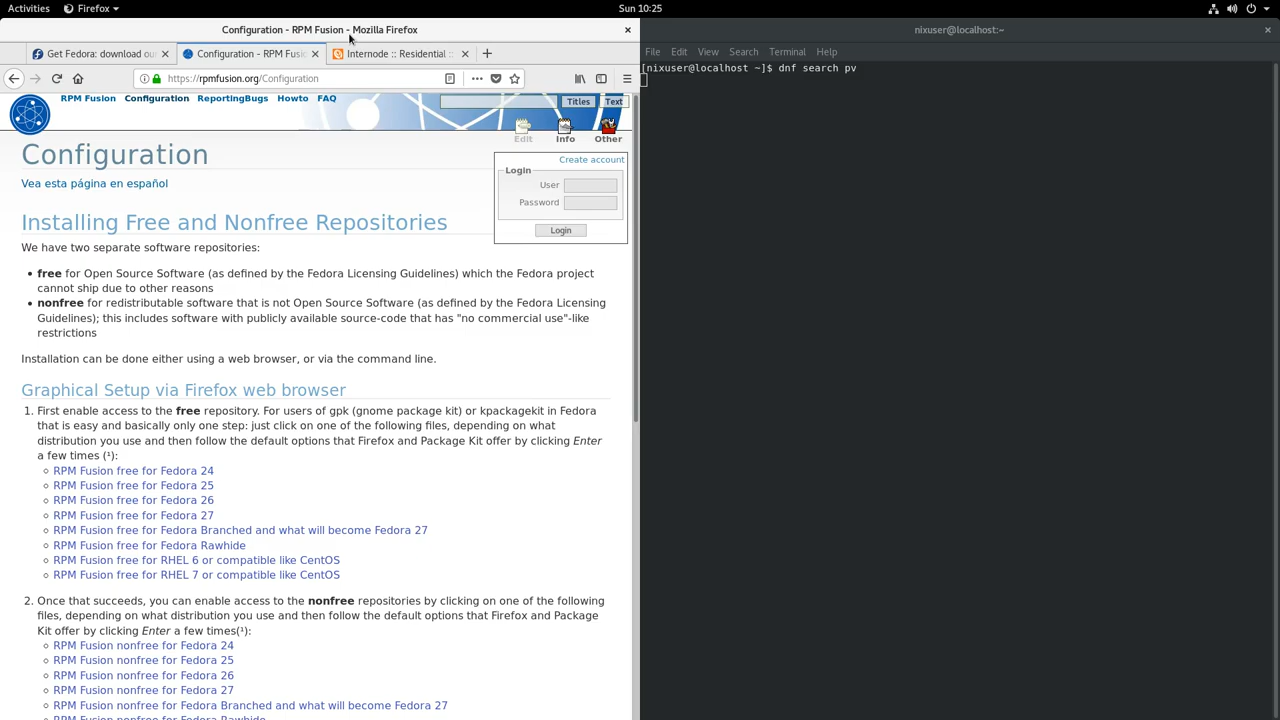 Activities
Firefox
Sun 10:25
Configuration - RPM Fusion - Mozilla Firefox
nixuser@localhost:~
Get Fedora: download ou
Configuration - RPM Fusio
Internode :: Residential ::
File Edit View Search Terminal Help
https://rpmfusion.org/Configuration
[nixuser@localhost ~]$ dnf search pv
RPM Fusion Configuration ReportingBugs Howto FAQ
Titles Text
Edit Info Other
Configuration
Create account
Login
User
Password
Login
Vea esta página en español
Installing Free and Nonfree Repositories
We have two separate software repositories:
• free for Open Source Software (as defined by the Fedora Licensing Guidelines) which the Fedora project
cannot ship due to other reasons
• nonfree for redistributable software that is not Open Source Software (as defined by the Fedora Licensing
Guidelines); this includes software with publicly available source-code that has "no commercial use"-like
restrictions
Installation can be done either using a web browser, or via the command line.
Graphical Setup via Firefox web browser
1. First enable access to the free repository. For users of gpk (gnome package kit) or kpackagekit in Fedora
that is easy and basically only one step: just click on one of the following files, depending on what
distribution you use and then follow the default options that Firefox and Package Kit offer by clicking Enter
a few times (¹):
RPM Fusion free for Fedora 24
RPM Fusion free for Fedora 25
RPM Fusion free for Fedora 26
RPM Fusion free for Fedora 27
RPM Fusion free for Fedora Branched and what will become Fedora 27
RPM Fusion free for Fedora Rawhide
RPM Fusion free for RHEL 6 or compatible like CentOS
RPM Fusion free for RHEL 7 or compatible like CentOS
2. Once that succeeds, you can enable access to the nonfree repositories by clicking on one of the following
files, depending on what distribution you use and then follow the default options that Firefox and Package
Kit offer by clicking Enter a few times(¹):
RPM Fusion nonfree for Fedora 24
RPM Fusion nonfree for Fedora 25
RPM Fusion nonfree for Fedora 26
RPM Fusion nonfree for Fedora 27
RPM Fusion nonfree for Fedora Branched and what will become Fedora 27
RPM Fusion nonfree for Fedora Rawhide